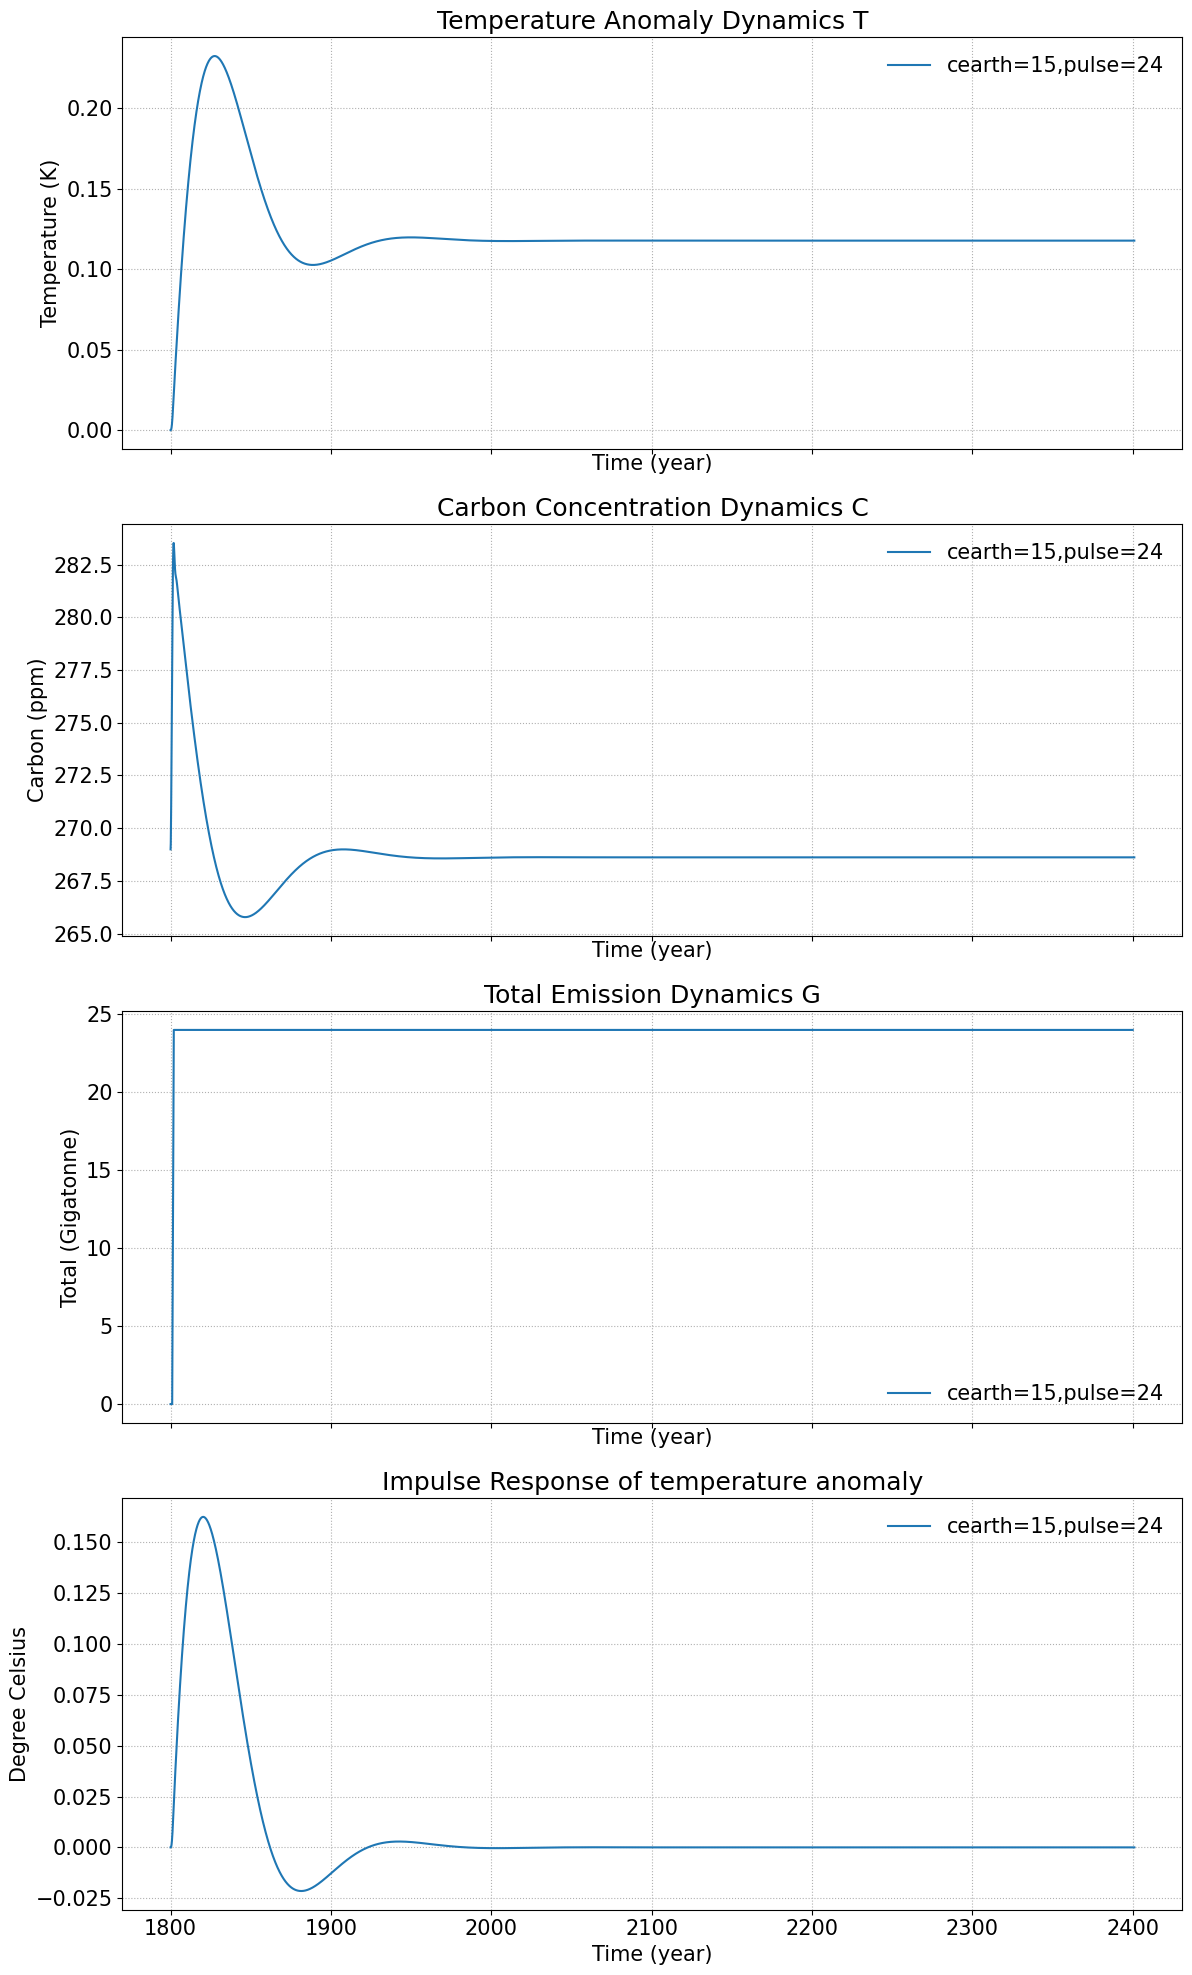 Temperature Anomaly Dynamics T
cearth=15,pulse=24
Temperature (K)
0.20
0.15
0.10
0.05
0.00
Time (year)
Carbon Concentration Dynamics C
cearth=15,pulse=24
Carbon (ppm)
282.5
280.0
277.5
275.0
272.5
270.0
267.5
265.0
Time (year)
Total Emission Dynamics G
Total (Gigatonne)
25
20
15
10
5
0
cearth=15,pulse=24
Time (year)
Impulse Response of temperature anomaly
cearth=15,pulse=24
Degree Celsius
0.150
0.125
0.100
0.075
0.050
0.025
0.000
−0.025
1800 1900 2000 2100 2200 2300 2400
Time (year)